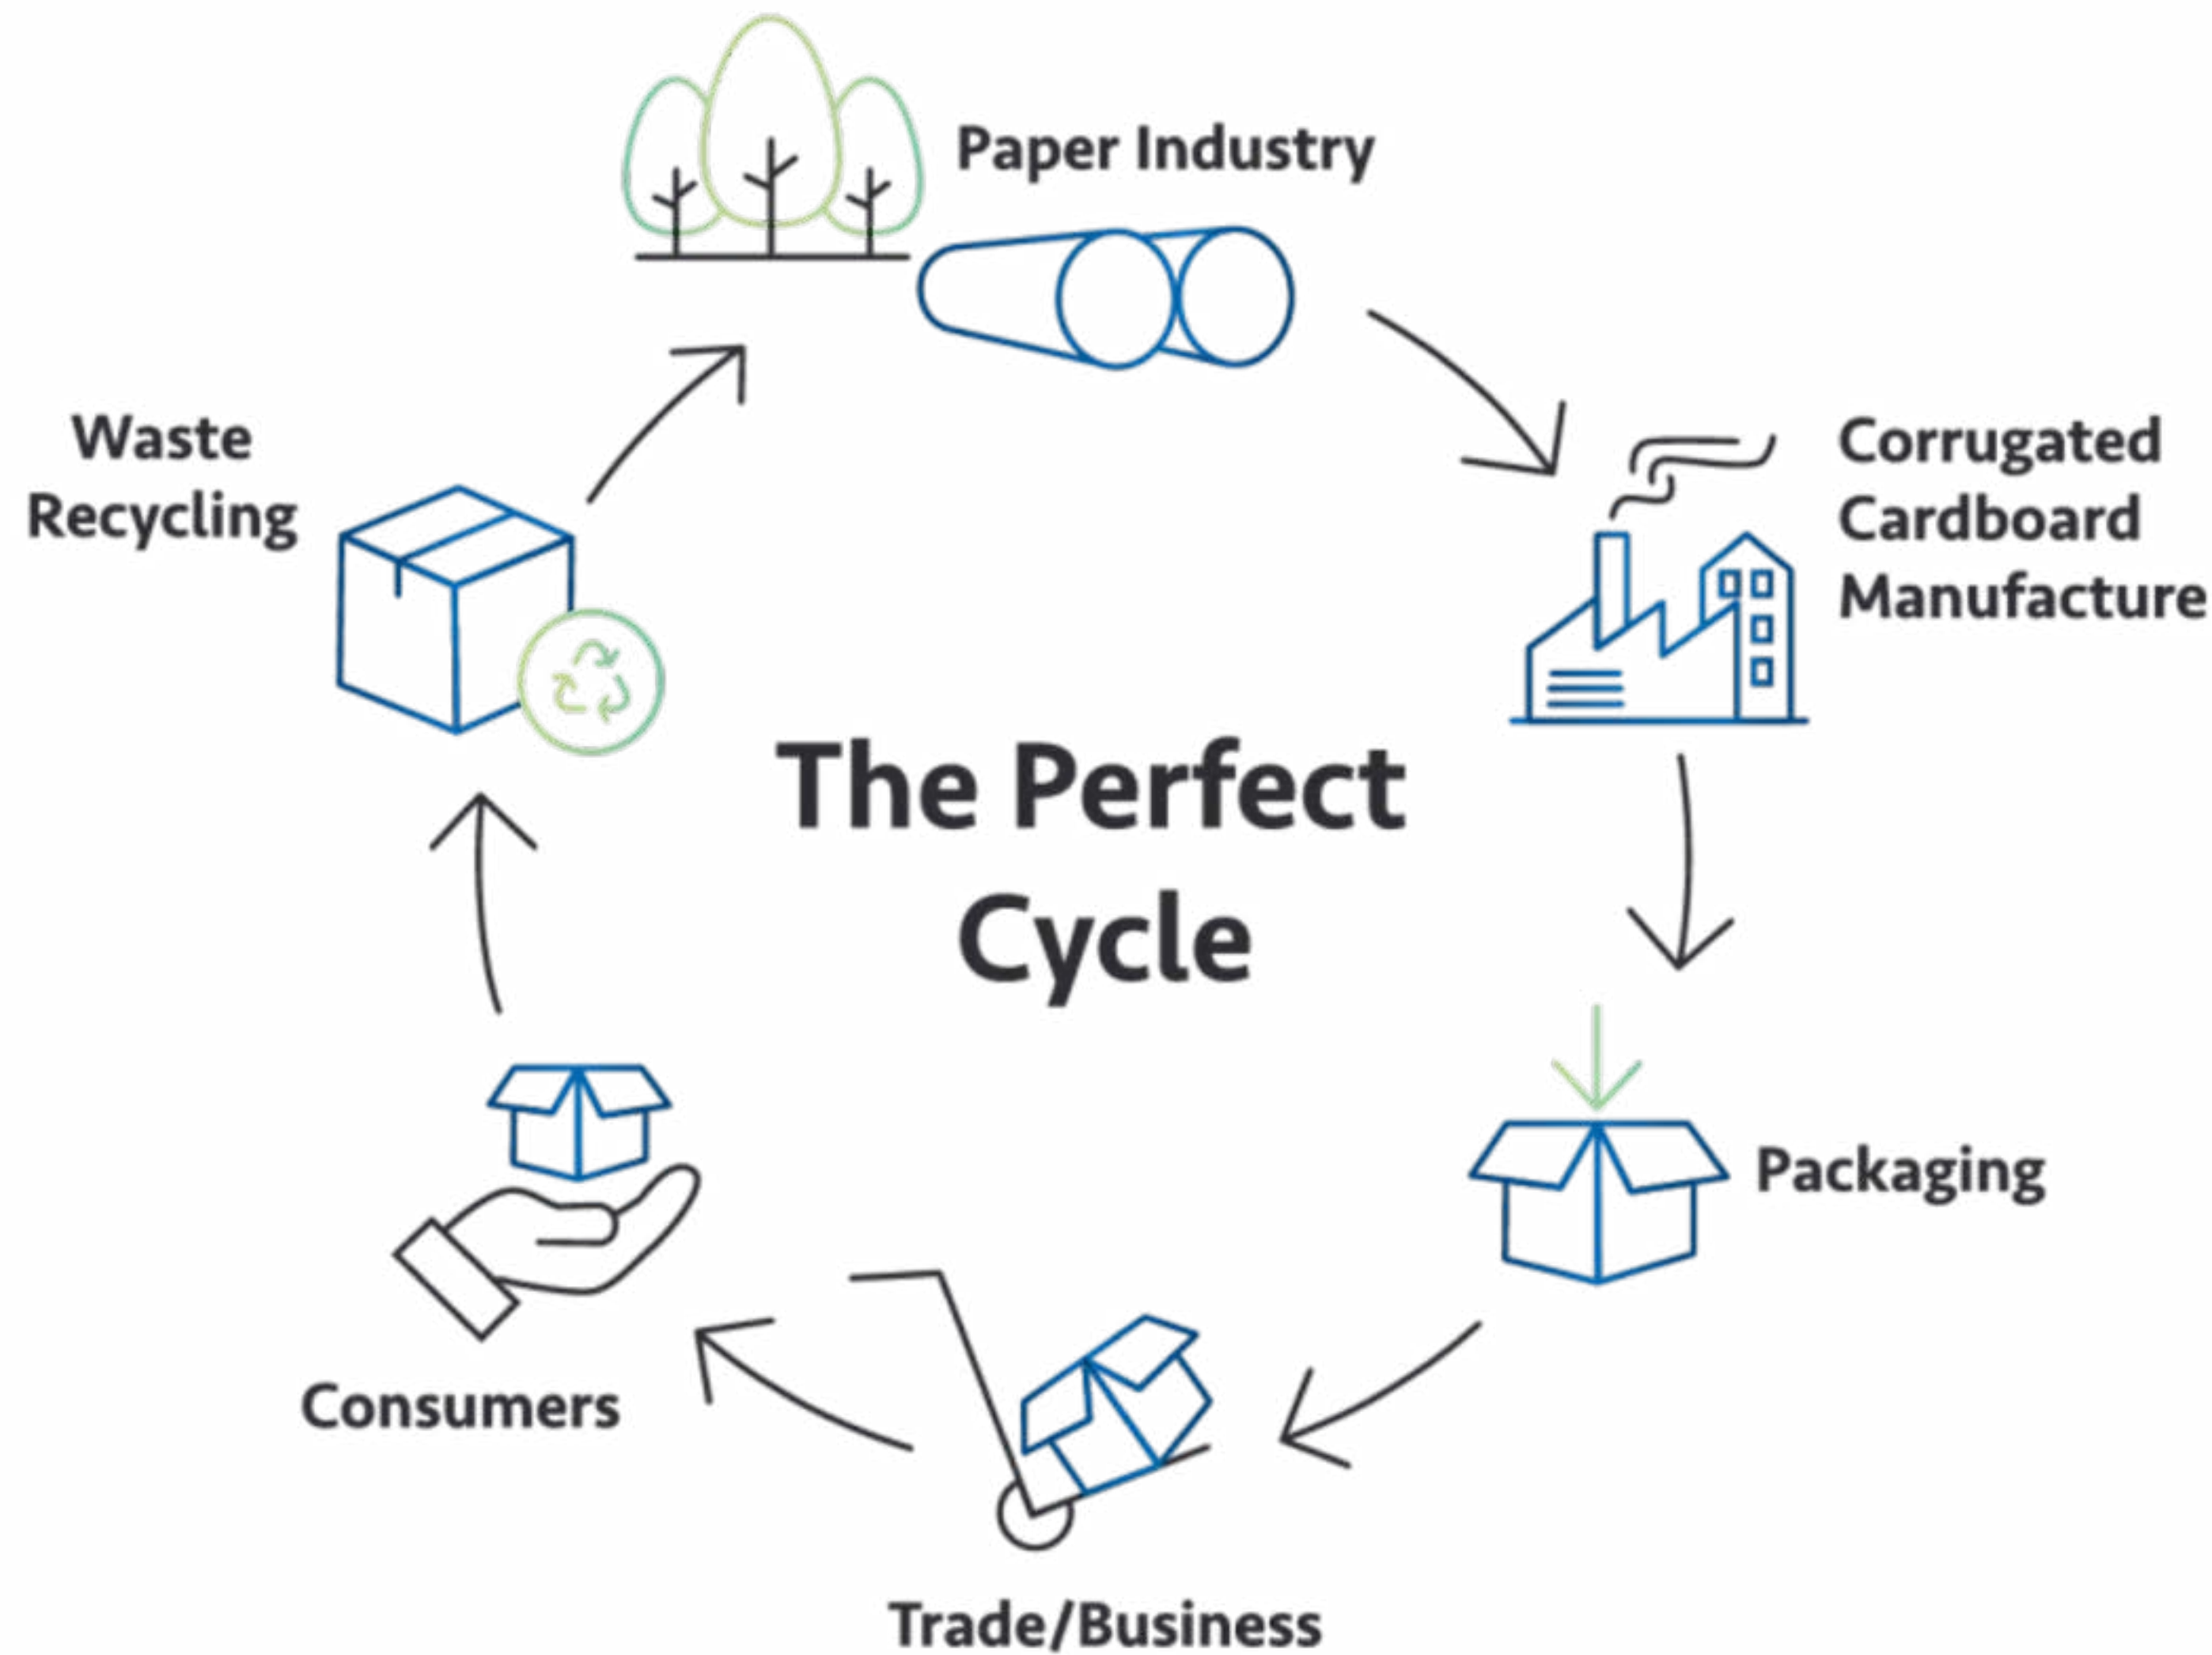 Paper Industry
Waste
Recycling
Corrugated
Cardboard
Manufacture
The Perfect
Cycle
Packaging
Consumers
Trade/Business